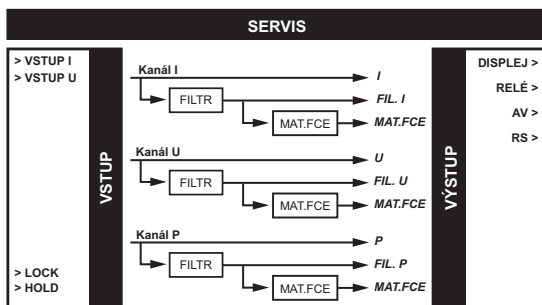 SERVIS
> VSTUP I
> VSTUP U
> LOCK
> HOLD
VSTUP
Kanál I
I
FILTR
FIL. I
MAT.FCE
MAT.FCE
Kanál U
U
FILTR
FIL. U
MAT.FCE
MAT.FCE
Kanál P
P
FILTR
FIL. P
MAT.FCE
MAT.FCE
VÝSTUP
DISPLEJ >
RELÉ >
AV >
RS >